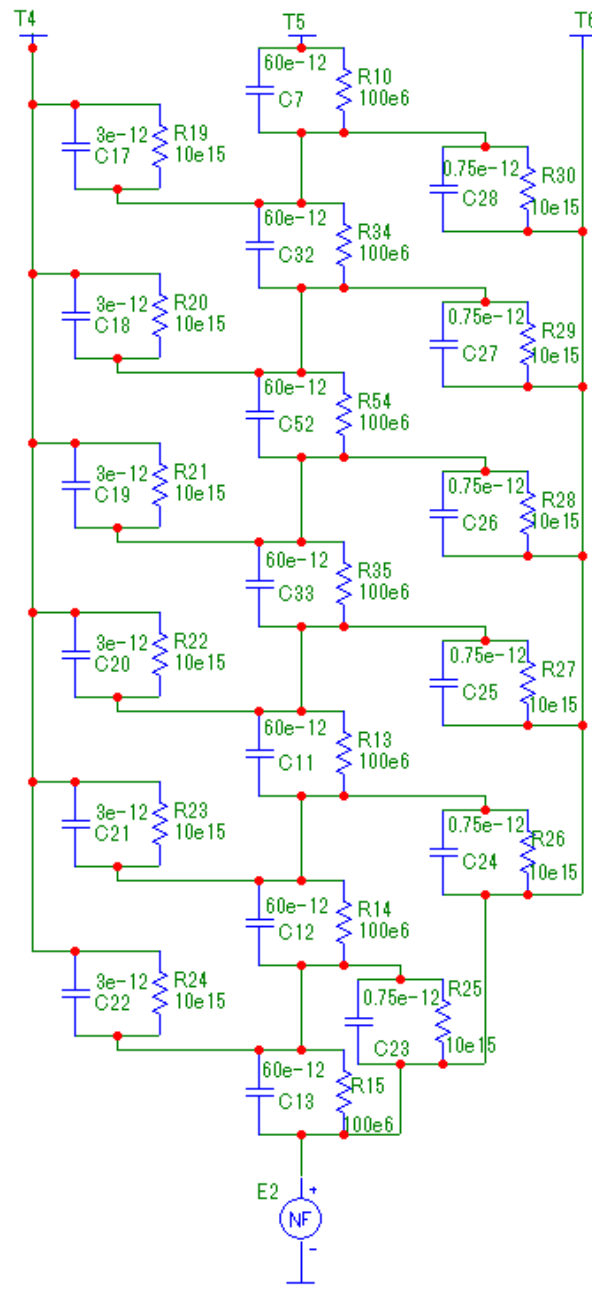 T4
T5
T6
60e-12
R10
C7
100e6
3e-12
R19
C17
10e15
0.75e-12
R30
C28
10e15
60e-12
R34
C32
100e6
3e-12
R20
C18
10e15
0.75e-12
R29
C27
10e15
60e-12
R54
C52
100e6
3e-12
R21
C19
10e15
0.75e-12
R28
C26
10e15
60e-12
R35
C33
100e6
3e-12
R22
C20
10e15
0.75e-12
R27
C25
10e15
60e-12
R13
C11
100e6
3e-12
R23
C21
10e15
0.75e-12
R26
C24
10e15
60e-12
R14
C12
100e6
3e-12
R24
C22
10e15
0.75e-12
R25
C23
10e15
60e-12
R15
C13
100e6
E2
+
NF
-